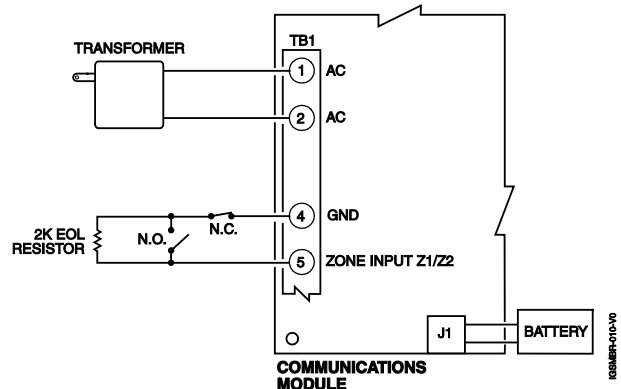 TRANSFORMER
TB1
1 AC
2 AC
4 GND
2K EOL
RESISTOR
N.O.
N.C.
5 ZONE INPUT Z1/Z2
J1
BATTERY
COMMUNICATIONS
MODULE
IGSMBR-010-V0